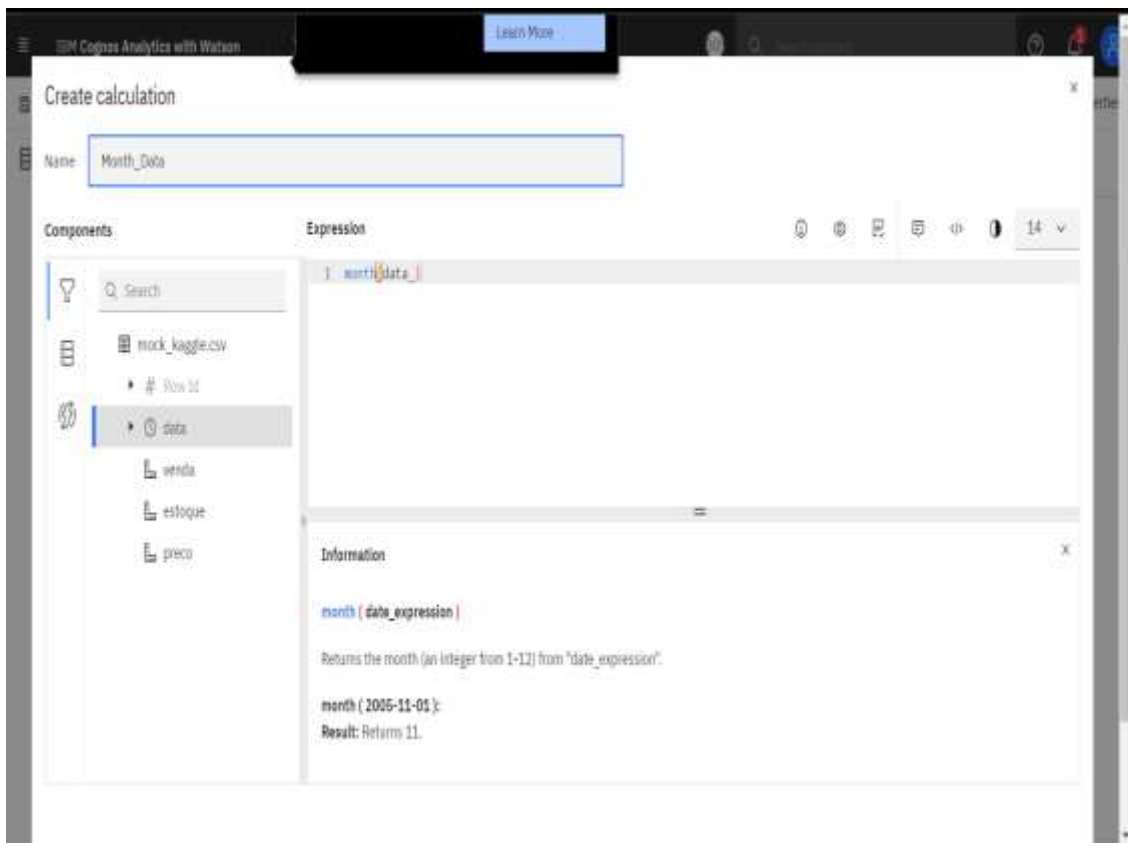 Learn More
IBM Cognos Analytics with Watson
Create calculation
x
Name
Month_Data
Components
Expression
14
1 month(data_)
Search
mock_kaggle.csv
# Row Id
data
venda
estoque
preco
Information
x
month ( date_expression )
Returns the month (an integer from 1-12) from "date_expression".
month ( 2005-11-01 ):
Result: Returns 11.